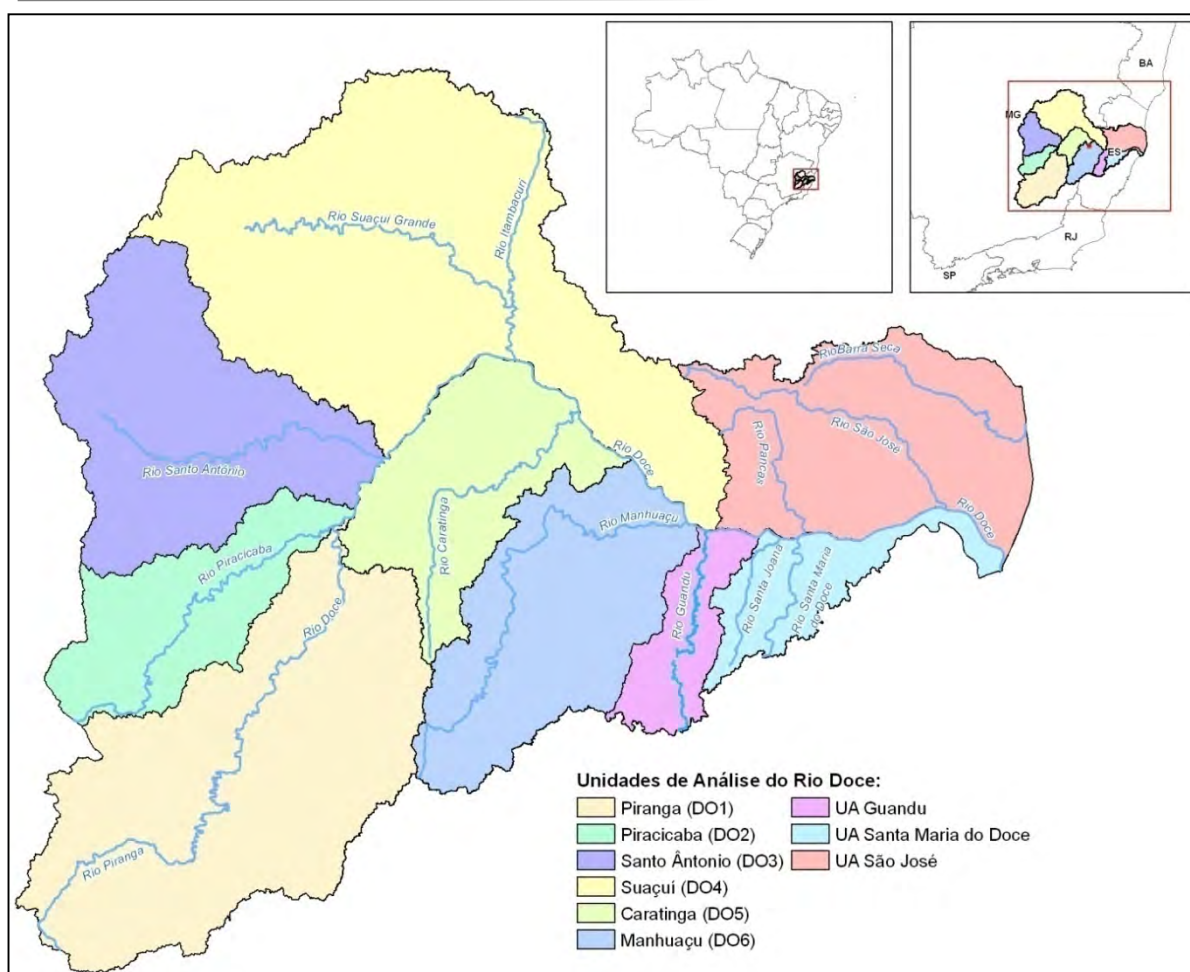 BA
MG
ES
RJ
SP
Rio Itambacuri
Rio Suaçuí Grande
Rio Barra Seca
Rio São José
Rio Pancas
Rio Santo Antônio
Rio Doce
Rio Doce
Rio Manhuaçu
Rio Caratinga
Rio Piracicaba
Rio Guandu
Rio Santa Joana
Rio Santa Maria
do Doce
Rio Doce
Rio Piranga
Unidades de Análise do Rio Doce:
Piranga (DO1)
Piracicaba (DO2)
Santo Ântonio (DO3)
Suaçuí (DO4)
Caratinga (DO5)
Manhuaçu (DO6)
UA Guandu
UA Santa Maria do Doce
UA São José